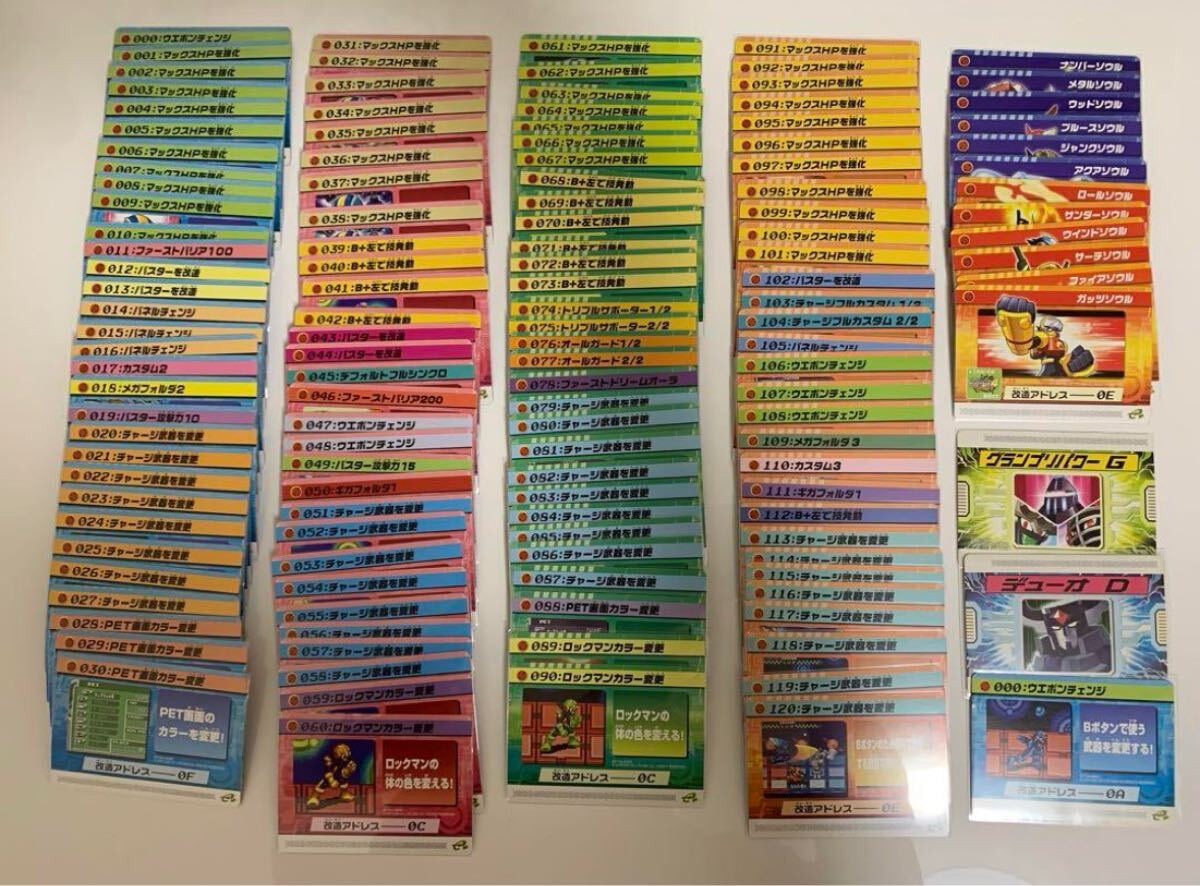 000:ウエポンチェンジ
001:マックスHPを強化
002:マックスHPを強化
003:マックスHPを強化
004:マックスHPを強化
005:マックスHPを強化
006:マックスHPを強化
007:マックスHPを強化
008:マックスHPを強化
009:マックスHPを強化
010:マックスHPを強化
011:ファーストバリア100
012:バスターを改造
013:バスターを改造
014:パネルチェンジ
015:パネルチェンジ
016:パネルチェンジ
017:カスタム2
018:メガフォルダ2
019:バスター攻撃力10
020:チャージ武器を変更
021:チャージ武器を変更
022:チャージ武器を変更
023:チャージ武器を変更
024:チャージ武器を変更
025:チャージ武器を変更
026:チャージ武器を変更
027:チャージ武器を変更
028:PET画面カラー変更
029:PET画面カラー変更
030:PET画面カラー変更
PET画面の
カラーを変更!
改造アドレス──0F
031:マックスHPを強化
032:マックスHPを強化
033:マックスHPを強化
034:マックスHPを強化
035:マックスHPを強化
036:マックスHPを強化
037:マックスHPを強化
038:マックスHPを強化
039:B+左で技発動
040:B+左で技発動
041:B+左で技発動
042:B+左で技発動
043:バスターを改造
044:バスターを改造
045:デフォルトフルシンクロ
046:ファーストバリア200
047:ウエポンチェンジ
048:ウエポンチェンジ
049:バスター攻撃力15
050:ギガフォルダ1
051:チャージ武器を変更
052:チャージ武器を変更
053:チャージ武器を変更
054:チャージ武器を変更
055:チャージ武器を変更
056:チャージ武器を変更
057:チャージ武器を変更
058:チャージ武器を変更
059:ロックマンカラー変更
060:ロックマンカラー変更
ロックマンの
体の色を変える!
改造アドレス──0C
061:マックスHPを強化
062:マックスHPを強化
063:マックスHPを強化
064:マックスHPを強化
065:マックスHPを強化
066:マックスHPを強化
067:マックスHPを強化
068:B+左で技発動
069:B+左で技発動
070:B+左で技発動
071:B+左で技発動
072:B+左で技発動
073:B+左で技発動
074:トリプルサポーター1/2
075:トリプルサポーター2/2
076:オールガード1/2
077:オールガード2/2
078:ファーストドリームオーラ
079:チャージ武器を変更
080:チャージ武器を変更
081:チャージ武器を変更
082:チャージ武器を変更
083:チャージ武器を変更
084:チャージ武器を変更
085:チャージ武器を変更
086:チャージ武器を変更
087:チャージ武器を変更
088:PET画面カラー変更
089:ロックマンカラー変更
090:ロックマンカラー変更
ロックマンの
体の色を変える!
改造アドレス──0C
091:マックスHPを強化
092:マックスHPを強化
093:マックスHPを強化
094:マックスHPを強化
095:マックスHPを強化
096:マックスHPを強化
097:マックスHPを強化
098:マックスHPを強化
099:マックスHPを強化
100:マックスHPを強化
101:マックスHPを強化
102:バスターを改造
103:チャージフルカスタム 1/2
104:チャージフルカスタム 2/2
105:パネルチェンジ
106:ウエポンチェンジ
107:ウエポンチェンジ
108:ウエポンチェンジ
109:メガフォルダ3
110:カスタム3
111:ギガフォルダ1
112:B+左で技発動
113:チャージ武器を変更
114:チャージ武器を変更
115:チャージ武器を変更
116:チャージ武器を変更
117:チャージ武器を変更
118:チャージ武器を変更
119:チャージ武器を変更
120:チャージ武器を変更
改造アドレス──0E
ナンバーソウル
メタルソウル
ウッドソウル
ブルースソウル
ジャンクソウル
アクアソウル
ロールソウル
サンダーソウル
ウインドソウル
サーチソウル
ファイアソウル
ガッツソウル
改造アドレス──0E
グランプリパワー G
デューオ D
000:ウエポンチェンジ
Bボタンで使う
武器を変更する!
改造アドレス──0A